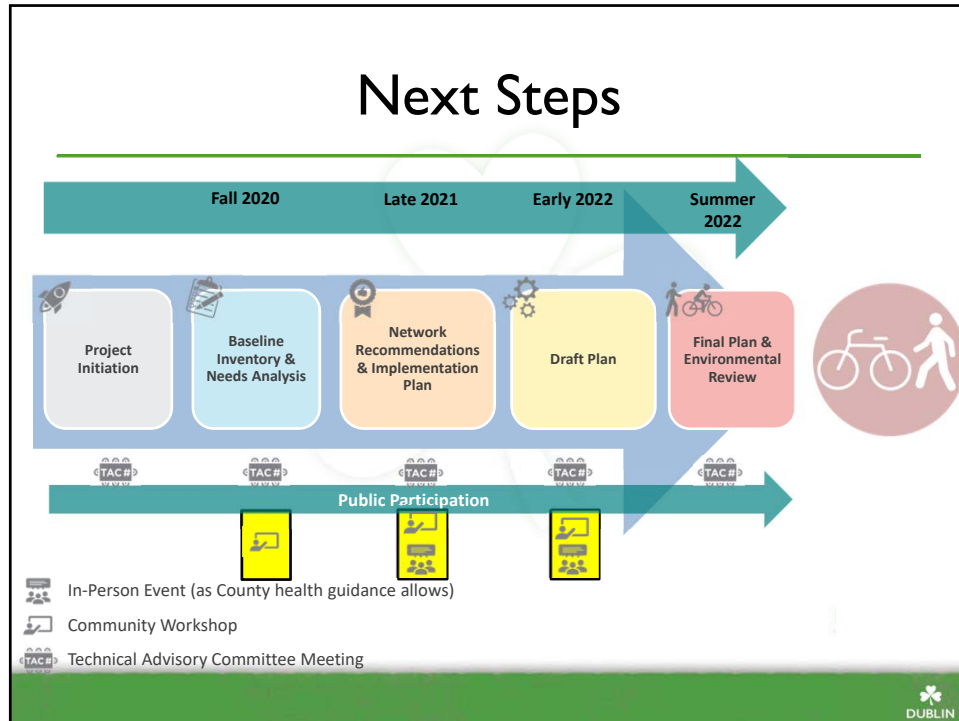 Next Steps
Fall 2020
Late 2021
Early 2022
Summer
2022
Project
Initiation
Baseline
Inventory &
Needs Analysis
Network
Recommendations
& Implementation
Plan
Draft Plan
Final Plan &
Environmental
Review
TAC#
TAC#
TAC#
TAC#
TAC#
Public Participation
In-Person Event (as County health guidance allows)
Community Workshop
TAC# Technical Advisory Committee Meeting
DUBLIN